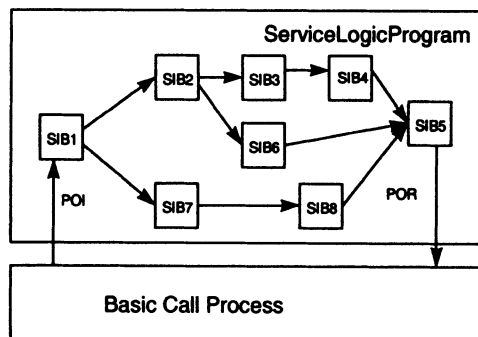 ServiceLogicProgram
SIB2
SIB3
SIB4
SIB1
SIB6
SIB5
POI
SIB7
SIB8
POR
Basic Call Process